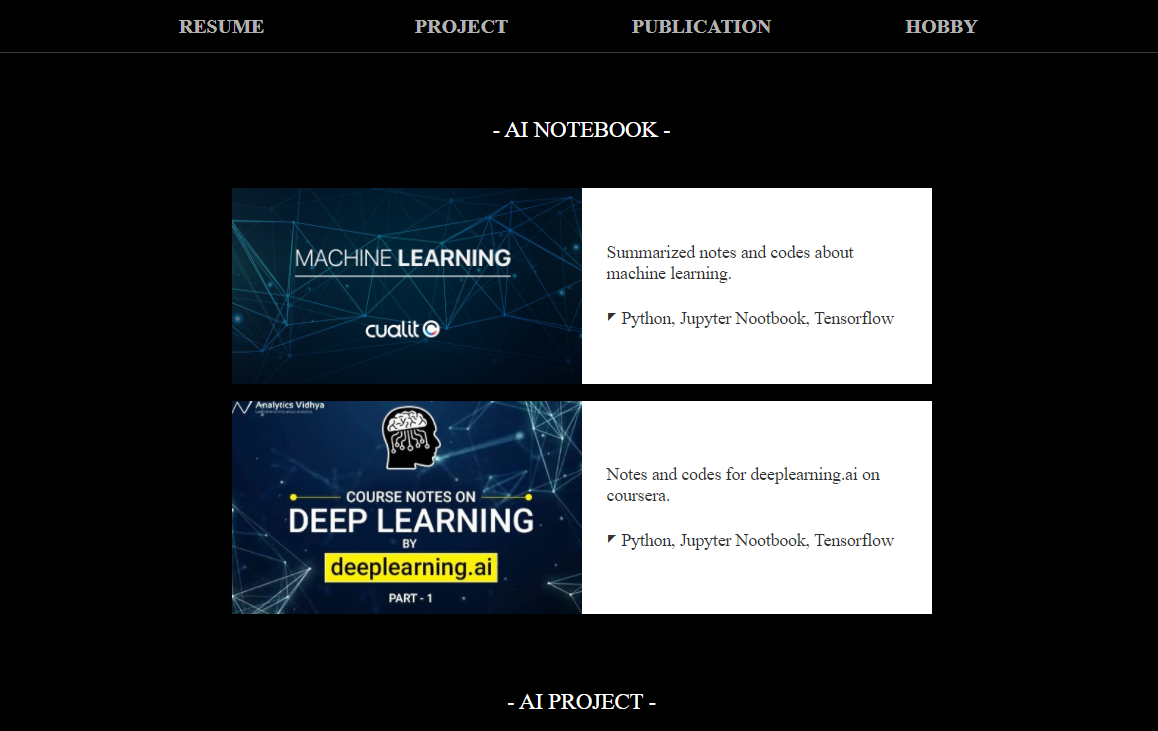 RESUME PROJECT PUBLICATION HOBBY
- AI NOTEBOOK -
MACHINE LEARNING
cualit
Summarized notes and codes about
machine learning.
Python, Jupyter Nootbook, Tensorflow
Analytics Vidhya
COURSE NOTES ON
DEEP LEARNING
BY
deeplearning.ai
PART - 1
Notes and codes for deeplearning.ai on
coursera.
Python, Jupyter Nootbook, Tensorflow
- AI PROJECT -